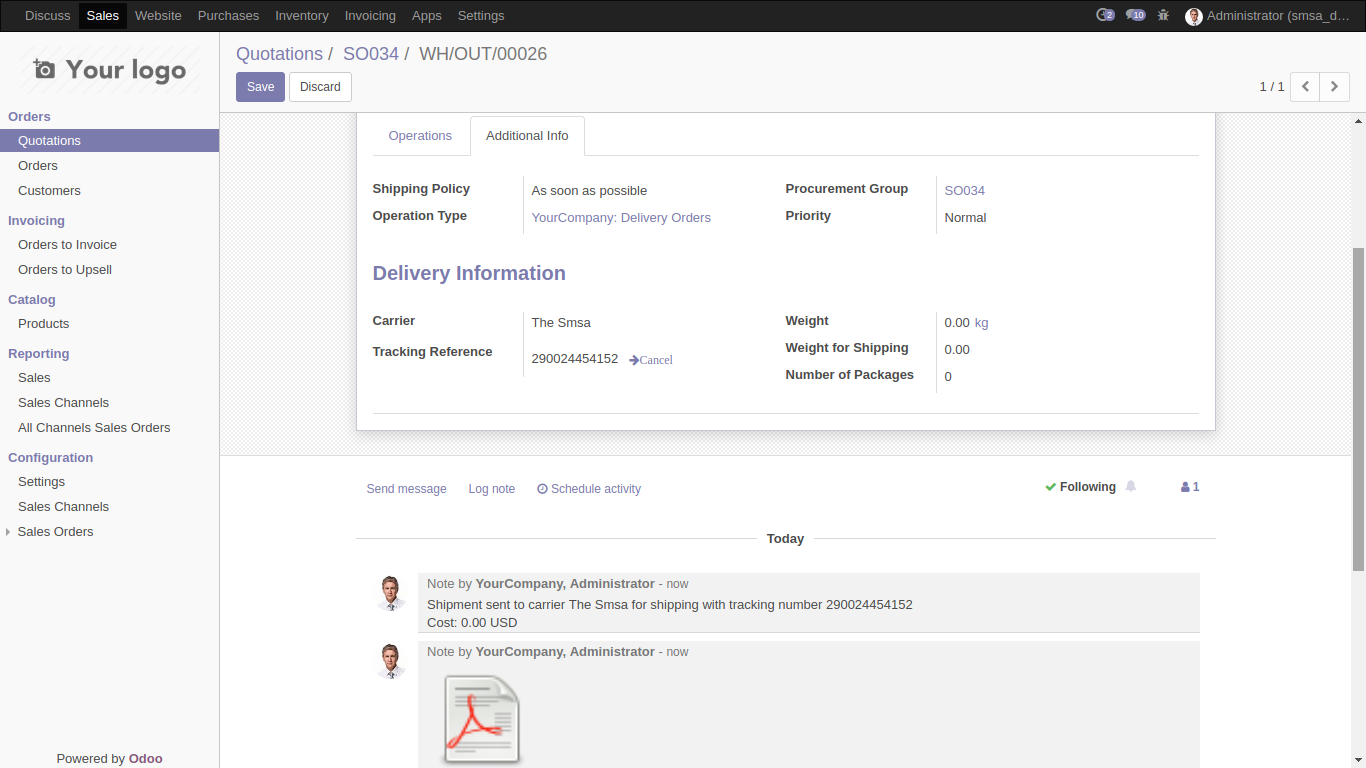 Discuss Sales Website Purchases Inventory Invoicing Apps Settings 2 10 Administrator (smsa_d...
Your logo
Quotations / SO034 / WH/OUT/00026
Save Discard 1 / 1
Orders
Quotations
Orders
Customers
Invoicing
Orders to Invoice
Orders to Upsell
Catalog
Products
Reporting
Sales
Sales Channels
All Channels Sales Orders
Configuration
Settings
Sales Channels
Sales Orders
Powered by Odoo
Operations Additional Info
Shipping Policy As soon as possible
Operation Type YourCompany: Delivery Orders
Procurement Group SO034
Priority Normal
Delivery Information
Carrier The Smsa
Tracking Reference 290024454152 Cancel
Weight 0.00 kg
Weight for Shipping 0.00
Number of Packages 0
Send message Log note Schedule activity Following 1
Today
Note by YourCompany, Administrator - now
Shipment sent to carrier The Smsa for shipping with tracking number 290024454152
Cost: 0.00 USD
Note by YourCompany, Administrator - now